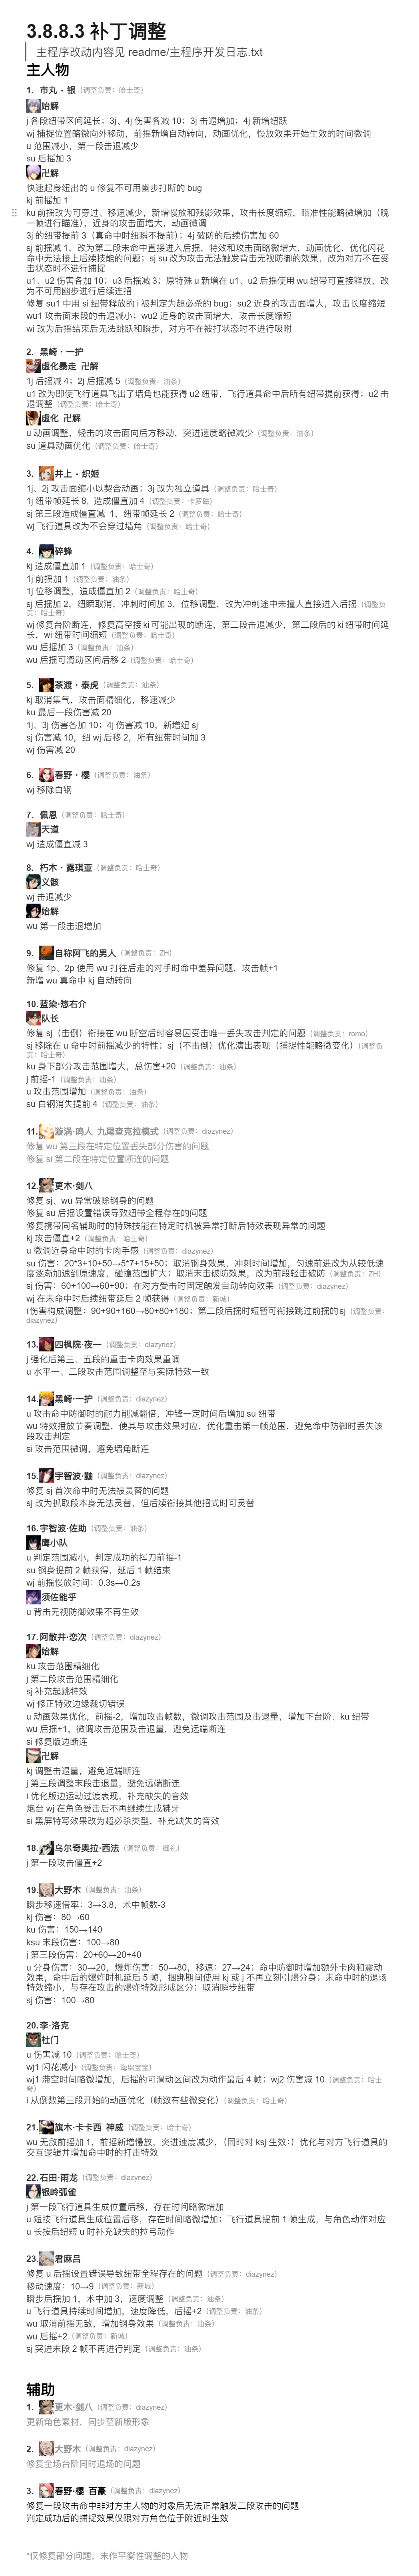 3.8.8.3 补丁调整
主程序改动内容见 readme/主程序开发日志.txt
主人物
1. 市丸・银（调整负责：哈士奇）
始解
j 各段纽带区间延长；3j、4j 伤害各减 10；3j 击退增加；4j 新增纽跃
wj 捕捉位置略微向外移动，前摇新增自动转向，动画优化，慢放效果开始生效的时间微调
u 范围减小，第一段击退减少
su 后摇加 3
卍解
快速起身纽出的 u 修复不可用幽步打断的 bug
kj 前摇加 1
ku 前摇改为可穿过、移速减少，新增慢放和残影效果，攻击长度缩短，瞄准性能略微增加（晚
一帧进行瞄准），近身的攻击面增大，动画微调
3j 的纽带提前 3（真命中时纽瞬不提前）；4j 破防的后续伤害加 60
sj 前摇减 1，改为第二段未命中直接进入后摇，特效和攻击面略微增大，动画优化，优化闪花
命中无法接上后续技能的问题；sj su 改为攻击无法触发背击无视防御的效果，改为对方不在受
击状态时不进行捕捉
u1、u2 伤害各加 10；u3 后摇减 3；原特殊 u 新增在 u1、u2 后摇使用 wu 纽带可直接释放，改
为不可用幽步进行后续连招
修复 su1 中用 si 纽带释放的 i 被判定为超必杀的 bug；su2 近身的攻击面增大，攻击长度缩短
wu1 攻击面末段的击退减小；wu2 近身的攻击面增大，攻击长度缩短
wi 改为后摇结束后无法跳跃和瞬步，对方不在被打状态时不进行吸附
2. 黑崎・一护
虚化暴走 卍解
1j 后摇减 4；2j 后摇减 5（调整负责：油条）
u1 改为即使飞行道具飞出了墙角也能获得 u2 纽带，飞行道具命中后所有纽带提前获得；u2 击
退调整（调整负责：哈士奇）
虚化 卍解
u 动画调整，轻击的攻击面向后方移动，突进速度略微减少（调整负责：油条）
su 道具动画优化（调整负责：哈士奇）
3. 井上・织姬
1j、2j 攻击面缩小以契合动画；3j 改为独立道具（调整负责：哈士奇）
1j 纽带帧延长 8，造成僵直加 4（调整负责：卡罗磁）
sj 第三段造成僵直减 1，纽带帧延长 2（调整负责：哈士奇）
wj 飞行道具改为不会穿过墙角（调整负责：哈士奇）
4. 碎蜂
kj 造成僵直加 1（调整负责：哈士奇）
1j 前摇加 1（调整负责：油条）
1j 位移调整，造成僵直加 2（调整负责：哈士奇）
sj 后摇加 2，纽瞬取消，冲刺时间加 3，位移调整，改为冲刺途中未撞人直接进入后摇（调整负
责：哈士奇）
wj 修复台阶断连，修复高空接 ki 可能出现的断连，第二段击退减少，第二段后的 ki 纽带时间延
长，wi 纽带时间缩短（调整负责：哈士奇）
wu 后摇加 3（调整负责：油条）
wu 后摇可滑动区间后移 2（调整负责：哈士奇）
5. 茶渡・泰虎（调整负责：油条）
kj 取消集气，攻击面精细化，移速减少
ku 最后一段伤害减 20
1j、3j 伤害各加 10；4j 伤害减 10，新增纽 sj
sj 伤害减 10，纽 wj 后移 2，所有纽带时间加 3
wj 伤害减 20
6. 春野・樱（调整负责：油条）
wj 移除白钢
7. 佩恩（调整负责：哈士奇）
天道
wj 造成僵直减 3
8. 朽木・露琪亚（调整负责：哈士奇）
义骸
wj 击退减少
始解
wu 第一段击退增加
9. 自称阿飞的男人（调整负责：ZH）
修复 1p、2p 使用 wu 打往后走的对手时命中差异问题，攻击帧+1
新增 wu 真命中 kj 自动转向
10. 蓝染·惣右介
队长
修复 sj（击倒）衔接在 wu 断空后时容易因受击唯一丢失攻击判定的问题（调整负责：romo）
sj 移除在 u 命中时前摇减少的特性；sj（不击倒）优化演出表现（捕捉性能略微变化）（调整负
责：哈士奇）
ku 身下部分攻击范围增大，总伤害+20（调整负责：油条）
j 前摇-1（调整负责：油条）
u 攻击范围增加（调整负责：油条）
su 白钢消失提前 4（调整负责：油条）
11. 漩涡·鸣人 九尾查克拉模式（调整负责：diazynez）
修复 wu 第三段在特定位置丢失部分伤害的问题
修复 si 第二段在特定位置断连的问题
12. 更木·剑八
修复 sj、wu 异常破除钢身的问题
修复 su 后摇设置错误导致纽带全程存在的问题
修复携带同名辅助时的特殊技能在特定时机被异常打断后特效表现异常的问题
kj 攻击僵直+2（调整负责：哈士奇）
u 微调近身命中时的卡肉手感（调整负责：diazynez）
su 伤害：20*3+10+50→5*7+15+50；取消钢身效果，冲刺时间增加，匀速前进改为从较低速
度逐渐加速到原速度，碰撞范围扩大；取消末击破防效果，改为前段轻击破防（调整负责：ZH）
sj 伤害：60+100→60+90；在对方受击时固定触发自动转向效果（调整负责：diazynez）
wj 在未命中时后续纽带延后 2 帧获得（调整负责：新城）
i 伤害构成调整：90+90+160→80+80+180；第二段后摇时短暂可衔接跳过前摇的 sj（调整负责：
diazynez）
13. 四枫院·夜一（调整负责：diazynez）
j 强化后第三、五段的重击卡肉效果重调
u 水平一、二段攻击范围调整至与实际特效一致
14. 黑崎·一护（调整负责：diazynez）
u 攻击命中防御时的耐力削减翻倍，冲锋一定时间后增加 su 纽带
wu 特效播放节奏调整，使其与攻击效果对应，优化重击第一帧范围，避免命中防御时丢失该
段攻击判定
si 攻击范围微调，避免墙角断连
15. 宇智波·鼬（调整负责：diazynez）
修复 sj 首次命中时无法被灵替的问题
sj 改为抓取段本身无法灵替，但后续衔接其他招式时可灵替
16. 宇智波·佐助（调整负责：油条）
鹰小队
u 判定范围减小，判定成功的挥刀前摇-1
su 钢身提前 2 帧获得，延后 1 帧结束
wj 前摇慢放时间：0.3s→0.2s
须佐能乎
u 背击无视防御效果不再生效
17. 阿散井·恋次（调整负责：diazynez）
始解
ku 攻击范围精细化
j 第二段攻击范围精细化
sj 补充起跳特效
wj 修正特效边缘裁切错误
u 动画效果优化，前摇-2，增加攻击帧数，微调攻击范围及击退量，增加下台阶、ku 纽带
wu 后摇+1，微调攻击范围及击退量，避免远端断连
si 修复版边断连
卍解
kj 调整击退量，避免远端断连
j 第三段调整末段击退量，避免远端断连
i 优化版边运动过渡表现，补充缺失的音效
炮台 wj 在角色受击后不再继续生成狒牙
si 黑屏特写效果改为超必杀类型，补充缺失的音效
18. 乌尔奇奥拉·西法（调整负责：御礼）
j 第一段攻击僵直+2
19. 大野木（调整负责：油条）
瞬步移速倍率：3→3.8，术中帧数-3
kj 伤害：80→60
ku 伤害：150→140
ksu 末段伤害：100→80
j 第三段伤害：20+60→20+40
u 分身伤害：30→20，爆炸伤害：50→80，移速：27→24；命中防御时增加额外卡肉和震动
效果，命中后的爆炸时机延后 5 帧，捆绑期间使用 kj 或 j 不再立刻引爆分身；未命中时的退场
特效缩小，与存在攻击的爆炸特效形成区分；取消瞬步纽带
sj 伤害：100→80
20. 李·洛克
杜门
u 伤害减 10（调整负责：哈士奇）
wj1 闪花减小（调整负责：海绵宝宝）
wj1 滞空时间略微增加，后摇的可滑动区间改为动作最后 4 帧；wj2 伤害减 10（调整负责：哈士
奇）
i 从倒数第三段开始的动画优化（帧数有些微变化）（调整负责：哈士奇）
21. 旗木·卡卡西 神威（调整负责：哈士奇）
wu 无敌前摇加 1，前摇新增慢放，突进速度减少，（同时对 ksj 生效：）优化与对方飞行道具的
交互逻辑并增加命中时的打击特效
22. 石田·雨龙（调整负责：diazynez）
银岭弧雀
j 第一段飞行道具生成位置后移，存在时间略微增加
u 短按飞行道具生成位置后移，存在时间略微增加；飞行道具提前 1 帧生成，与角色动作对应
u 长按后纽短 u 时补充缺失的拉弓动作
23. 君麻吕
修复 u 后摇设置错误导致纽带全程存在的问题（调整负责：diazynez）
移动速度：10→9（调整负责：新城）
瞬步后摇加 1，术中加 3，速度调整（调整负责：油条）
u 飞行道具持续时间增加，速度降低，后摇+2（调整负责：油条）
wu 取消前摇无敌，增加钢身效果（调整负责：油条）
wu 后摇+2（调整负责：新城）
sj 突进末段 2 帧不再进行判定（调整负责：油条）
辅助
1. 更木·剑八（调整负责：diazynez）
更新角色素材，同步至新版形象
2. 大野木（调整负责：diazynez）
修复全场台阶同时退场的问题
3. 春野·樱 百豪（调整负责：diazynez）
修复一段攻击命中非对方主人物的对象后无法正常触发二段攻击的问题
判定成功后的捕捉效果仅限对方角色位于附近时生效
*仅修复部分问题，未作平衡性调整的人物